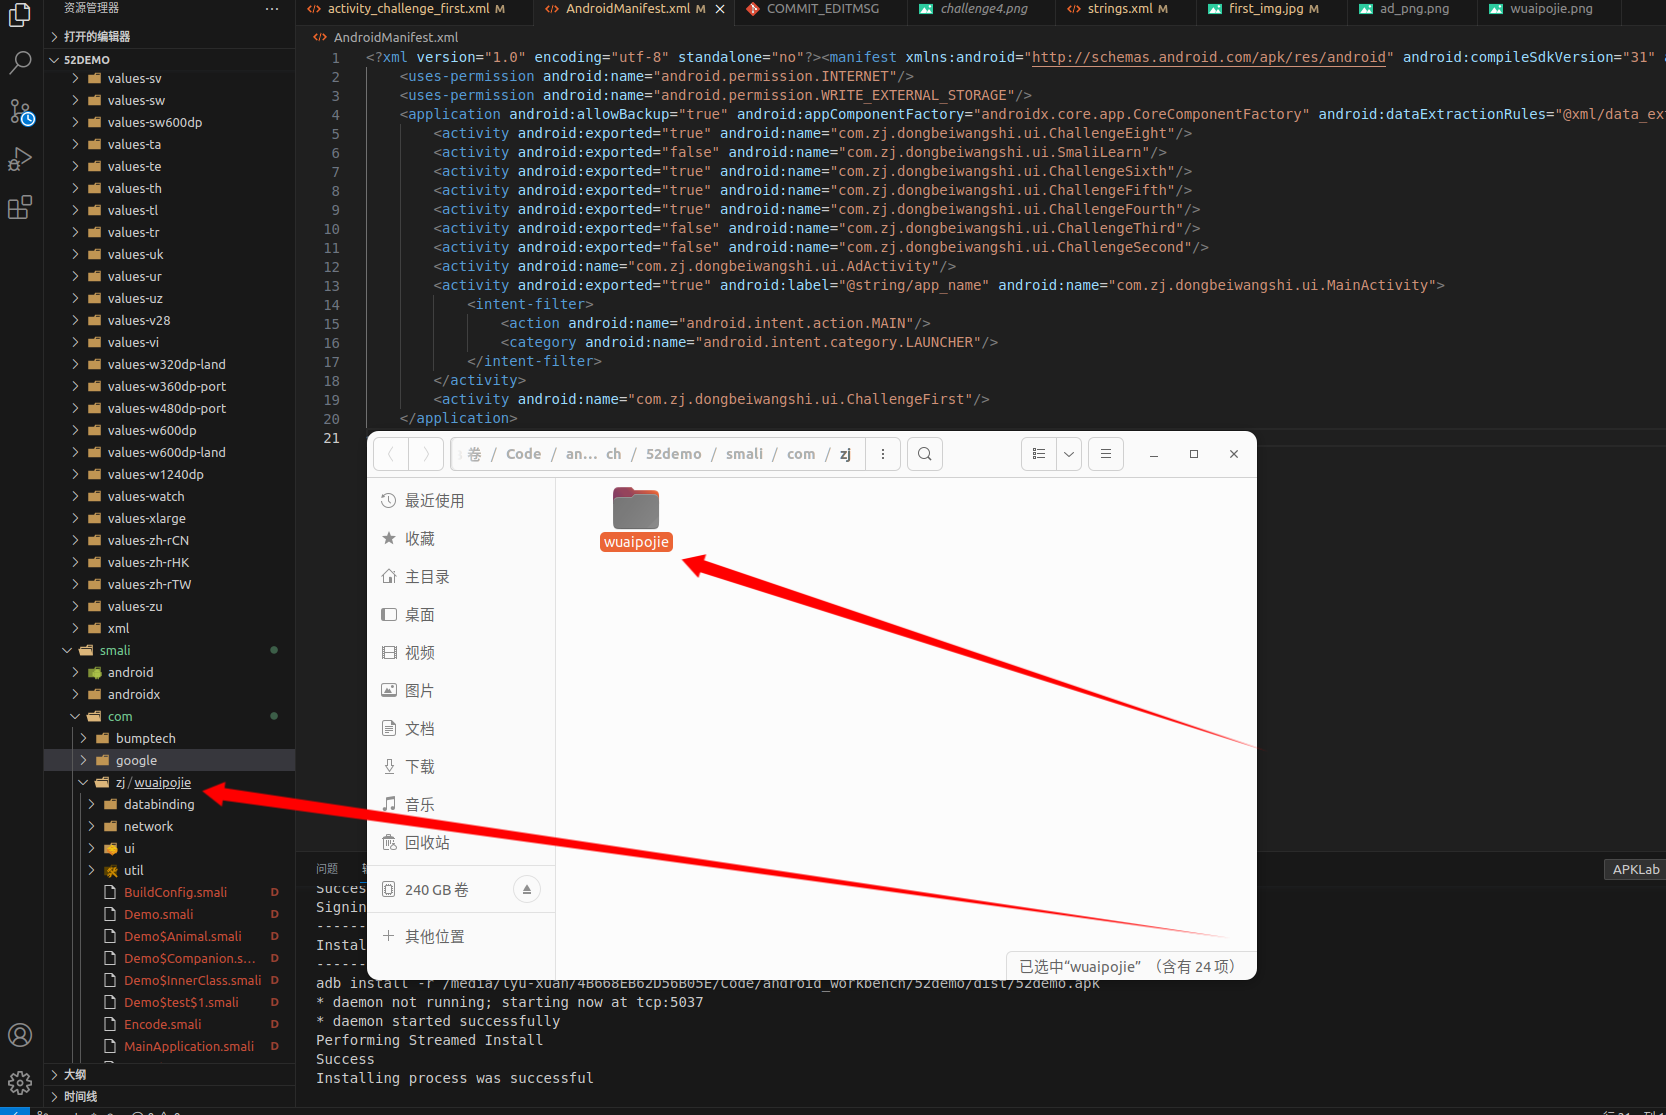 资源管理器
打开的编辑器
52DEMO
values-sv
values-sw
values-sw600dp
values-ta
values-te
values-th
values-tl
values-tr
values-uk
values-ur
values-uz
values-v28
values-vi
values-w320dp-land
values-w360dp-port
values-w480dp-port
values-w600dp
values-w600dp-land
values-w1240dp
values-watch
values-xlarge
values-zh-rCN
values-zh-rHK
values-zh-rTW
values-zu
xml
smali
android
androidx
com
bumptech
google
zj / wuaipojie
databinding
network
ui
util
BuildConfig.smali D
Demo.smali D
Demo$Animal.smali D
Demo$Companion.s... D
Demo$InnerClass.smali D
Demo$test$1.smali D
Encode.smali D
MainApplication.smali D
大纲
时间线
activity_challenge_first.xml M AndroidManifest.xml M COMMIT_EDITMSG challenge4.png strings.xml M first_img.jpg M ad_png.png wuaipojie.png
AndroidManifest.xml
1 <?xml version="1.0" encoding="utf-8" standalone="no"?><manifest xmlns:android="http://schemas.android.com/apk/res/android" android:compileSdkVersion="31"
2 <uses-permission android:name="android.permission.INTERNET"/>
3 <uses-permission android:name="android.permission.WRITE_EXTERNAL_STORAGE"/>
4 <application android:allowBackup="true" android:appComponentFactory="androidx.core.app.CoreComponentFactory" android:dataExtractionRules="@xml/data_ext
5 <activity android:exported="true" android:name="com.zj.dongbeiwangshi.ui.ChallengeEight"/>
6 <activity android:exported="false" android:name="com.zj.dongbeiwangshi.ui.SmaliLearn"/>
7 <activity android:exported="true" android:name="com.zj.dongbeiwangshi.ui.ChallengeSixth"/>
8 <activity android:exported="true" android:name="com.zj.dongbeiwangshi.ui.ChallengeFifth"/>
9 <activity android:exported="true" android:name="com.zj.dongbeiwangshi.ui.ChallengeFourth"/>
10 <activity android:exported="false" android:name="com.zj.dongbeiwangshi.ui.ChallengeThird"/>
11 <activity android:exported="false" android:name="com.zj.dongbeiwangshi.ui.ChallengeSecond"/>
12 <activity android:name="com.zj.dongbeiwangshi.ui.AdActivity"/>
13 <activity android:exported="true" android:label="@string/app_name" android:name="com.zj.dongbeiwangshi.ui.MainActivity">
14 <intent-filter>
15 <action android:name="android.intent.action.MAIN"/>
16 <category android:name="android.intent.category.LAUNCHER"/>
17 </intent-filter>
18 </activity>
19 <activity android:name="com.zj.dongbeiwangshi.ui.ChallengeFirst"/>
20 </application>
21
卷 / Code / an... ch / 52demo / smali / com / zj
最近使用
收藏
主目录
桌面
视频
图片
文档
下载
音乐
回收站
240 GB 卷
其他位置
wuaipojie
已选中“wuaipojie” （含有 24 项）
问题
APKLab
Succes
Signin
------
Instal
------
adb install -r /media/lyu-xuan/4B668EB62D56B05E/Code/android_workbench/52demo/dist/52demo.apk
* daemon not running; starting now at tcp:5037
* daemon started successfully
Performing Streamed Install
Success
Installing process was successful